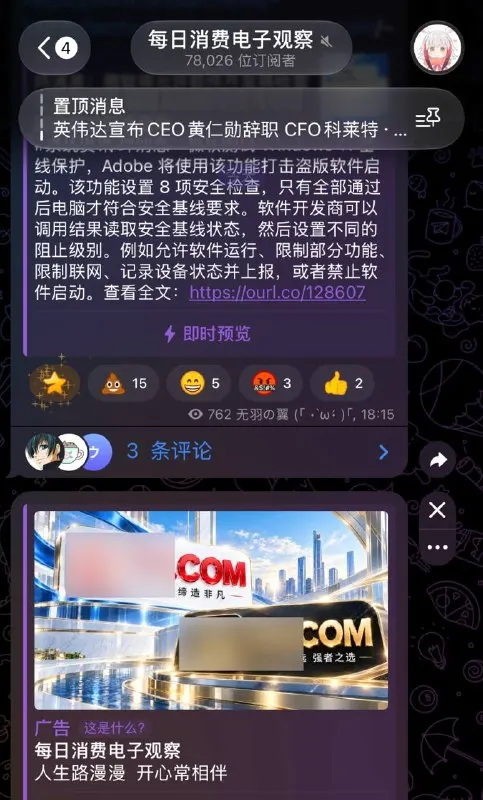 4
每日消费电子观察
78,026 位订阅者
置顶消息
英伟达宣布CEO黄仁勋辞职 CFO科莱特·...
线保护，Adobe 将使用该功能打击盗版软件启
动。该功能设置 8 项安全检查，只有全部通过
后电脑才符合安全基线要求。软件开发商可以
调用结果读取安全基线状态，然后设置不同的
阻止级别。例如允许软件运行、限制部分功能、
限制联网、记录设备状态并上报，或者禁止软
件启动。查看全文：https://ourl.co/128607
即时预览
15 5 3 2
762 无羽の翼 (「・ω・)「, 18:15
ウ
3 条评论
.COM
缔造非凡
COM
强者之选
广告 这是什么?
每日消费电子观察
人生路漫漫 开心常相伴